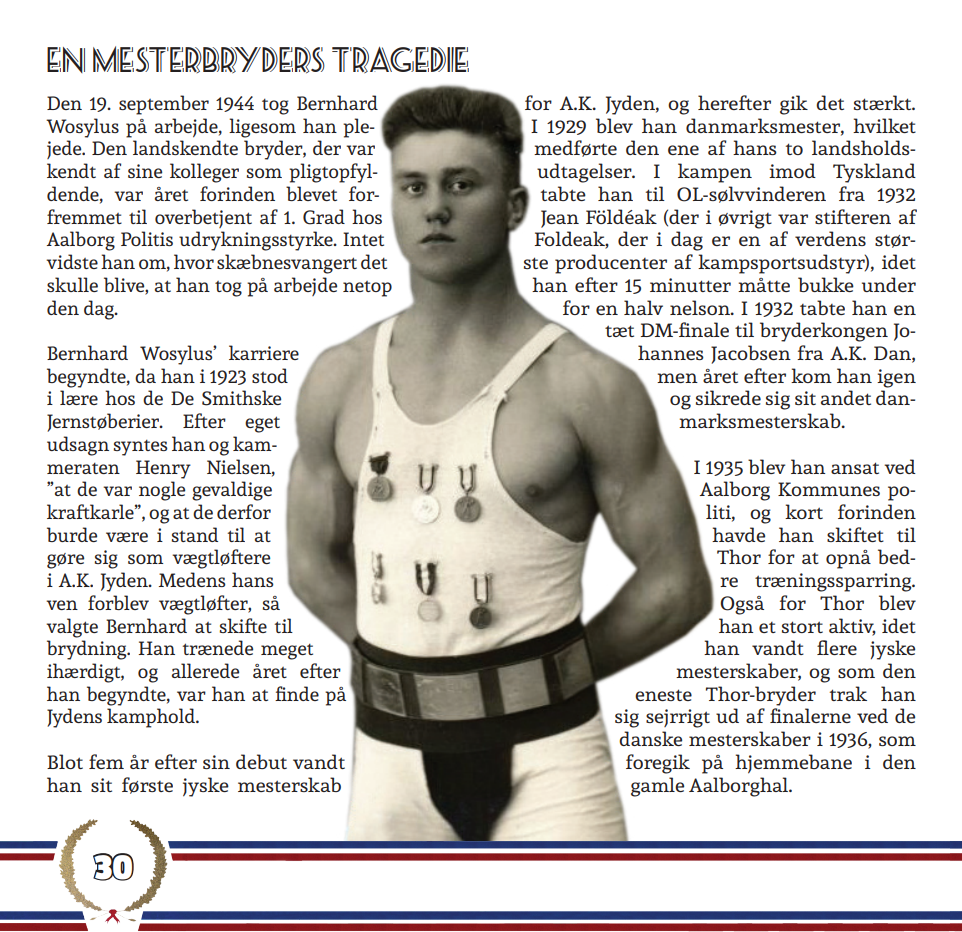 EN MESTERBRYDERS TRAGEDIE
Den 19. september 1944 tog Bernhard
Wosylus på arbejde, ligesom han ple-
jede. Den landskendte bryder, der var
kendt af sine kolleger som pligtopfyl-
dende, var året forinden blevet for-
fremmet til overbetjent af 1. Grad hos
Aalborg Politis udrykningsstyrke. Intet
vidste han om, hvor skæbnesvangert det
skulle blive, at han tog på arbejde netop
den dag.
Bernhard Wosylus’ karriere
begyndte, da han i 1923 stod
i lære hos de De Smithske
Jernstøberier. Efter eget
udsagn syntes han og kam-
meraten Henry Nielsen,
”at de var nogle gevaldige
kraftkarle”, og at de derfor
burde være i stand til at
gøre sig som vægtløftere
i A.K. Jyden. Medens hans
ven forblev vægtløfter, så
valgte Bernhard at skifte til
brydning. Han trænede meget
ihærdigt, og allerede året efter
han begyndte, var han at finde på
Jydens kamphold.
Blot fem år efter sin debut vandt
han sit første jyske mesterskab
for A.K. Jyden, og herefter gik det stærkt.
I 1929 blev han danmarksmester, hvilket
medførte den ene af hans to landsholds-
udtagelser. I kampen imod Tyskland
tabte han til OL-sølvvinderen fra 1932
Jean Földéak (der i øvrigt var stifteren af
Foldeak, der i dag er en af verdens stør-
ste producenter af kampsportsudstyr), idet
han efter 15 minutter måtte bukke under
for en halv nelson. I 1932 tabte han en
tæt DM-finale til bryderkongen Jo-
hannes Jacobsen fra A.K. Dan,
men året efter kom han igen
og sikrede sig sit andet dan-
marksmesterskab.
I 1935 blev han ansat ved
Aalborg Kommunes po-
liti, og kort forinden
havde han skiftet til
Thor for at opnå bed-
re træningssparring.
Også for Thor blev
han et stort aktiv, idet
han vandt flere jyske
mesterskaber, og som den
eneste Thor-bryder trak han
sig sejrrigt ud af finalerne ved de
danske mesterskaber i 1936, som
foregik på hjemmebane i den
gamle Aalborghal.
30